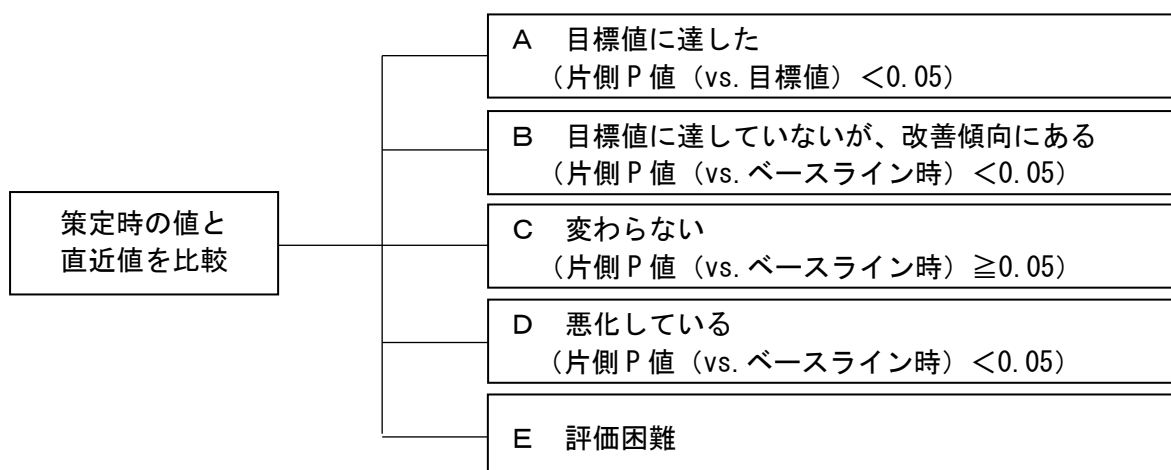 策定時の値と
直近値を比較
A 目標値に達した
（片側P値（vs.目標値）＜0.05）
B 目標値に達していないが、改善傾向にある
（片側P値（vs.ベースライン時）＜0.05）
C 変わらない
（片側P値（vs.ベースライン時）≧0.05）
D 悪化している
（片側P値（vs.ベースライン時）＜0.05）
E 評価困難